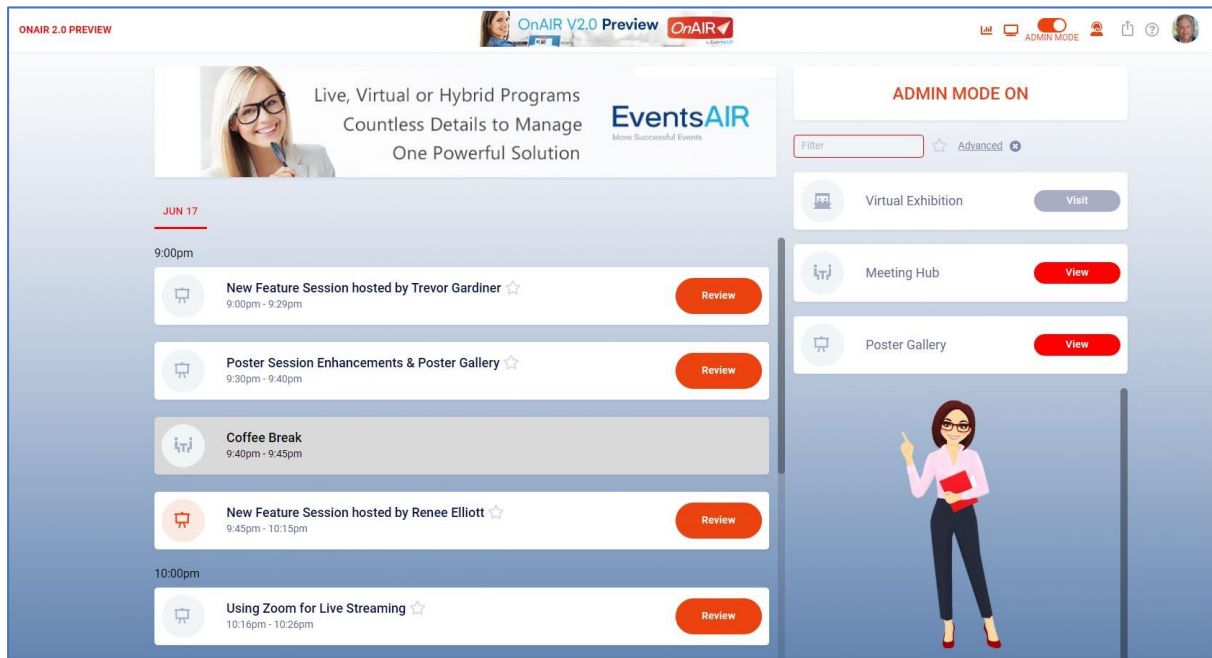 ONAIR 2.0 PREVIEW
OnAIR V2.0 Preview
OnAIR
by EventsAIR
ADMIN MODE
Live, Virtual or Hybrid Programs
Countless Details to Manage
One Powerful Solution
EventsAIR
More Successful Events
JUN 17
9:00pm
New Feature Session hosted by Trevor Gardiner
9:00pm - 9:29pm
Review
Poster Session Enhancements & Poster Gallery
9:30pm - 9:40pm
Review
Coffee Break
9:40pm - 9:45pm
New Feature Session hosted by Renee Elliott
9:45pm - 10:15pm
Review
10:00pm
Using Zoom for Live Streaming
10:16pm - 10:26pm
Review
ADMIN MODE ON
Filter
Advanced
Virtual Exhibition
Visit
Meeting Hub
View
Poster Gallery
View